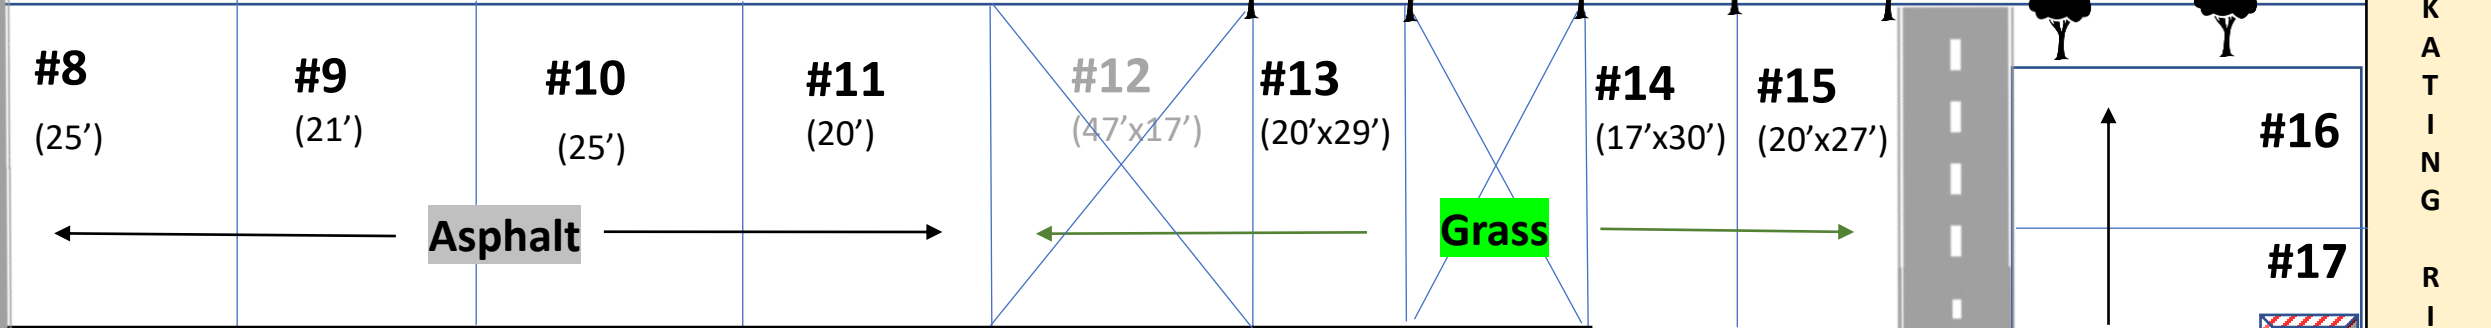 #8
(25’)
#9
(21’)
#10
(25’)
#11
(20’)
#12
(47’x17’)
#13
(20’x29’)
#14
(17’x30’)
#15
(20’x27’)
Asphalt
Grass
#16
#17
K
A
T
I
N
G
R
I